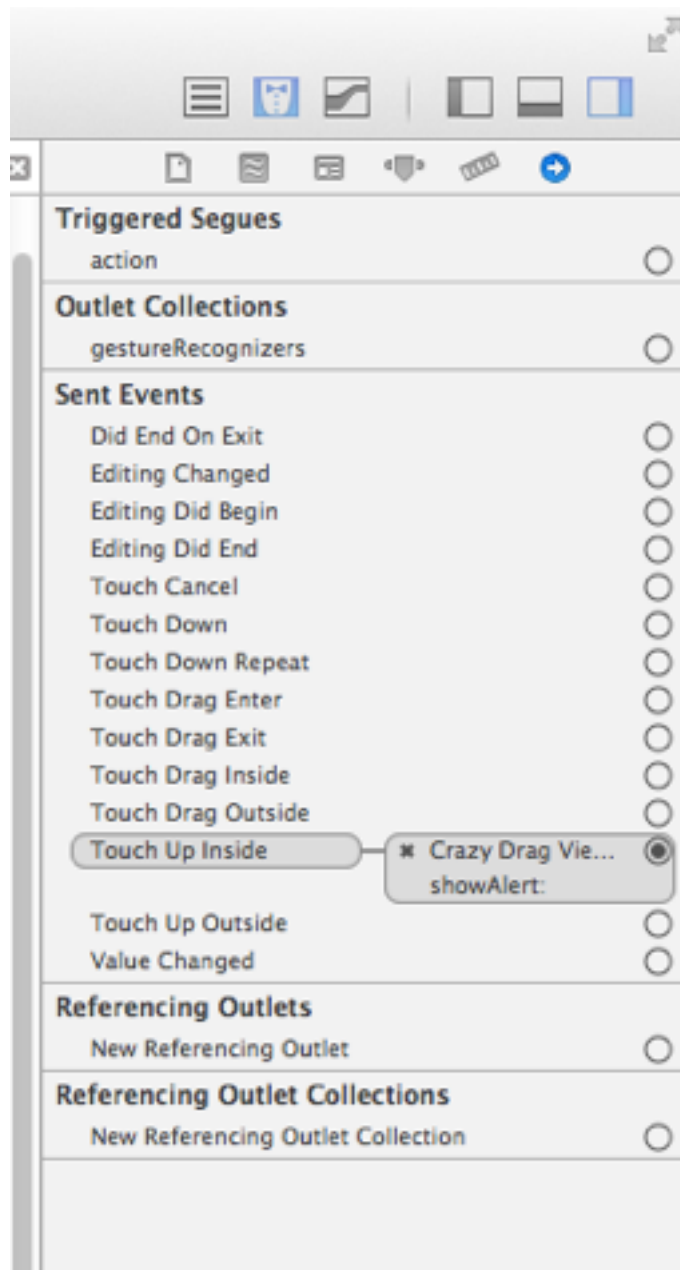 Triggered Segues
action
Outlet Collections
gestureRecognizers
Sent Events
Did End On Exit
Editing Changed
Editing Did Begin
Editing Did End
Touch Cancel
Touch Down
Touch Down Repeat
Touch Drag Enter
Touch Drag Exit
Touch Drag Inside
Touch Drag Outside
Touch Up Inside Crazy Drag Vie...
showAlert:
Touch Up Outside
Value Changed
Referencing Outlets
New Referencing Outlet
Referencing Outlet Collections
New Referencing Outlet Collection